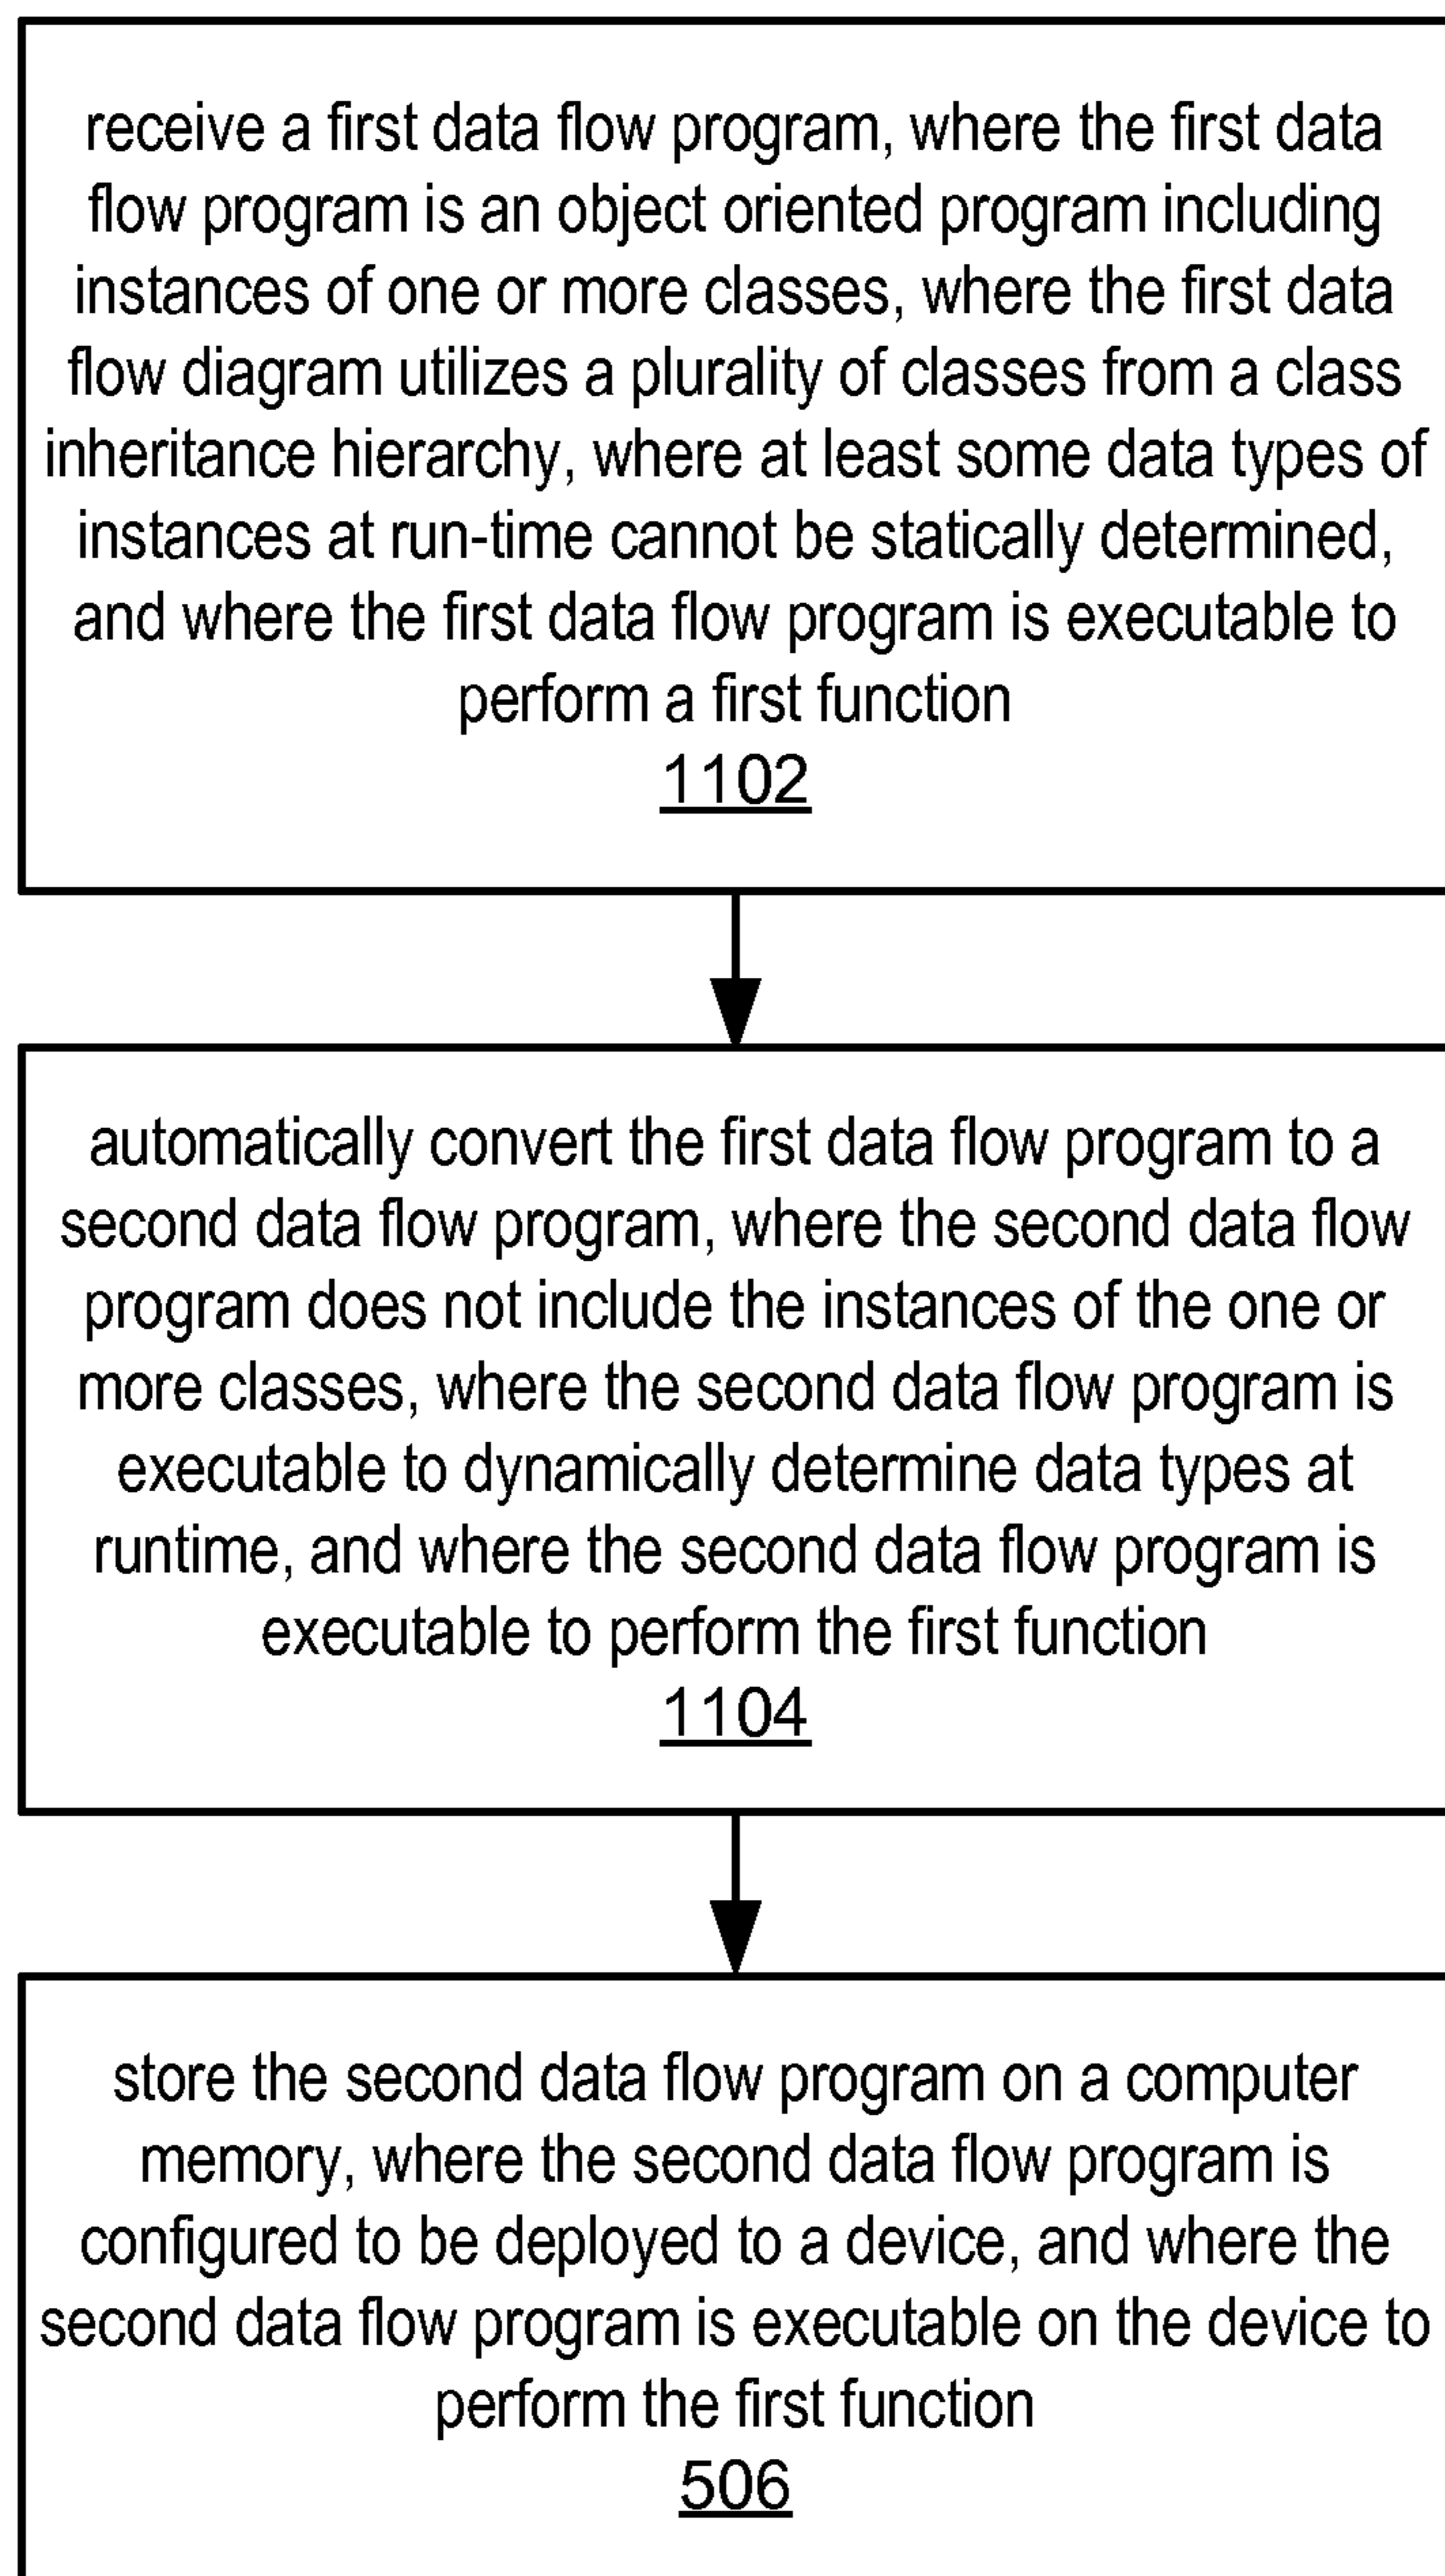 receive a first data flow program, where the first data
flow program is an object oriented program including
instances of one or more classes, where the first data
flow diagram utilizes a plurality of classes from a class
inheritance hierarchy, where at least some data types of
instances at run-time cannot be statically determined,
and where the first data flow program is executable to
perform a first function
1102
automatically convert the first data flow program to a
second data flow program, where the second data flow
program does not include the instances of the one or
more classes, where the second data flow program is
executable to dynamically determine data types at
runtime, and where the second data flow program is
executable to perform the first function
1104
store the second data flow program on a computer
memory, where the second data flow program is
configured to be deployed to a device, and where the
second data flow program is executable on the device to
perform the first function
506